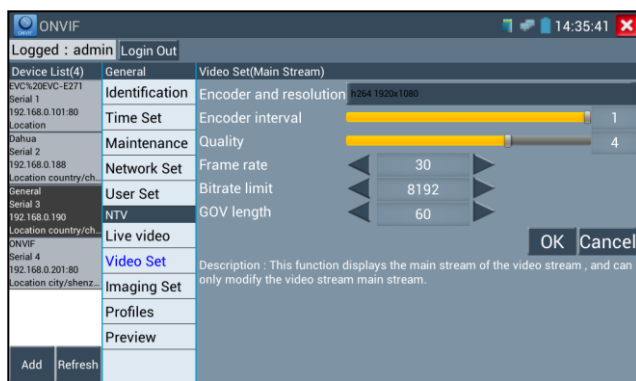 ONVIF
14:35:41
Logged : admin Login Out
Device List(4)
EVC%20EVC-E271
Serial 1
192.168.0.101:80
Location
Dahua
Serial 2
192.168.0.188
Location country/ch...
General
Serial 3
192.168.0.190
Location country/ch...
ONVIF
Serial 4
192.168.0.201:80
Location city/shenz...
Add Refresh
General
Identification
Time Set
Maintenance
Network Set
User Set
NTV
Live video
Video Set
Imaging Set
Profiles
Preview
Video Set(Main Stream)
Encoder and resolution h264 1920x1080
Encoder interval 1
Quality 4
Frame rate 30
Bitrate limit 8192
GOV length 60
OK Cancel
Description : This function displays the main stream of the video stream , and can
only modify the video stream main stream.